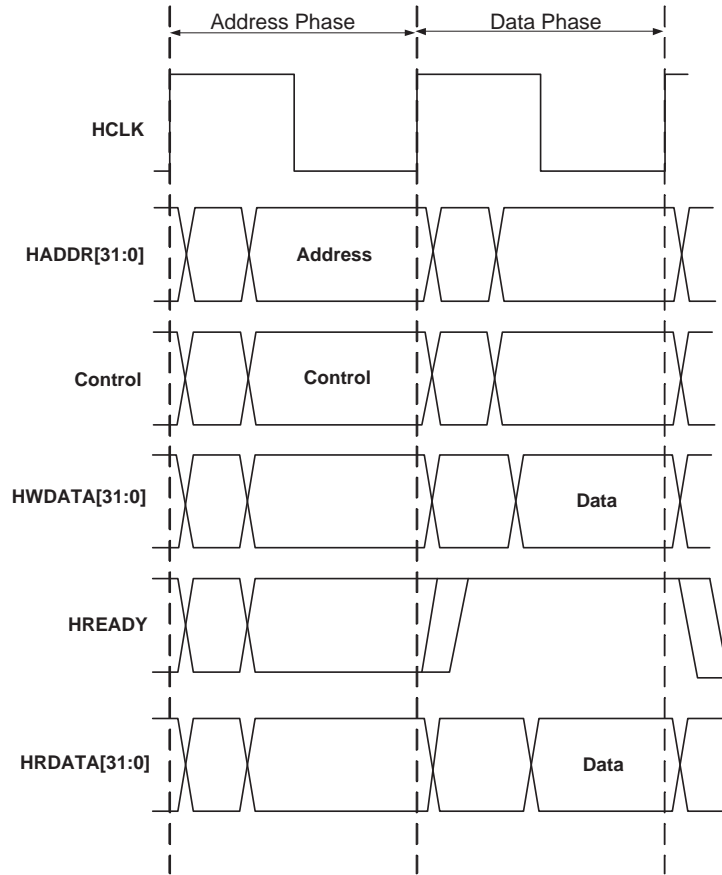 Address Phase Data Phase
HCLK
HADDR[31:0] Address
Control Control
HWDATA[31:0] Data
HREADY
HRDATA[31:0] Data